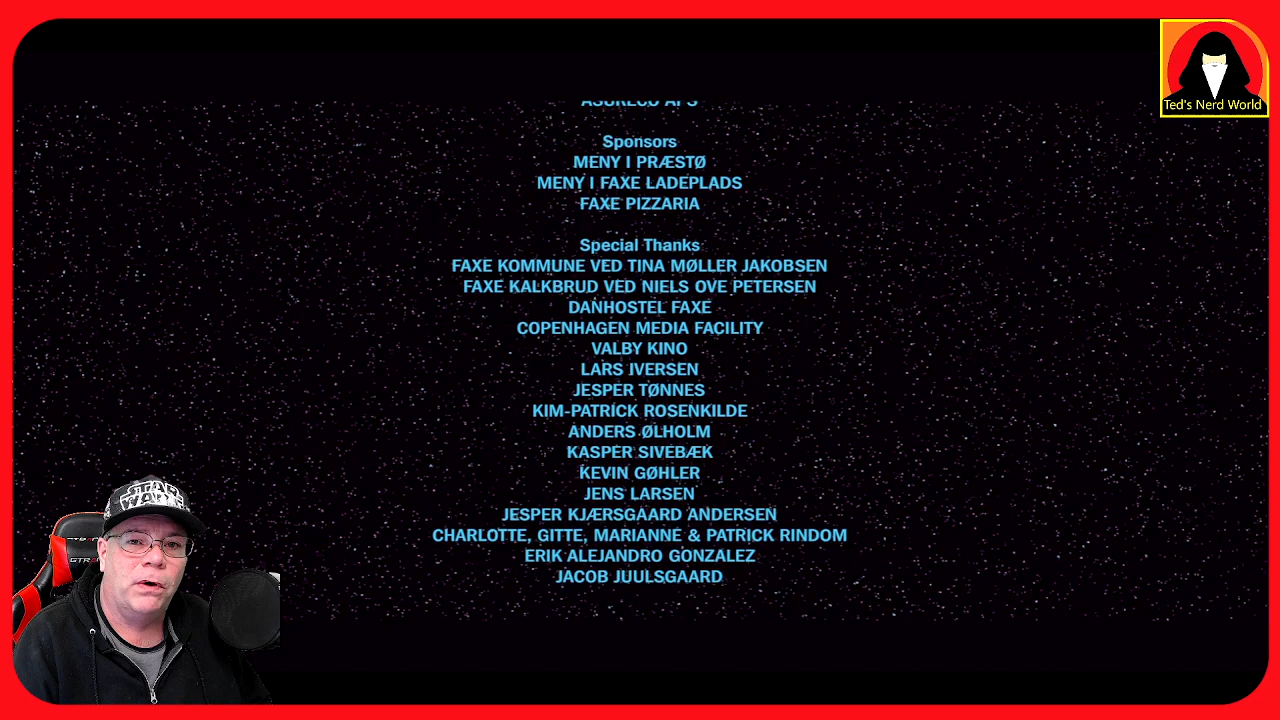 Ted's Nerd World
Sponsors
MENY I PRÆSTØ
MENY I FAXE LADEPLADS
FAXE PIZZARIA
Special Thanks
FAXE KOMMUNE VED TINA MØLLER JAKOBSEN
FAXE KALKBRUD VED NIELS OVE PETERSEN
DANHOSTEL FAXE
COPENHAGEN MEDIA FACILITY
VALBY KINO
LARS IVERSEN
JESPER TØNNES
KIM-PATRICK ROSENKILDE
ANDERS ØLHOLM
KASPER SIVEBÆK
KEVIN GØHLER
JENS LARSEN
JESPER KJÆRSGAARD ANDERSEN
CHARLOTTE, GITTE, MARIANNE & PATRICK RINDOM
ERIK ALEJANDRO GONZALEZ
JACOB JUULSGAARD
STAR
WARS